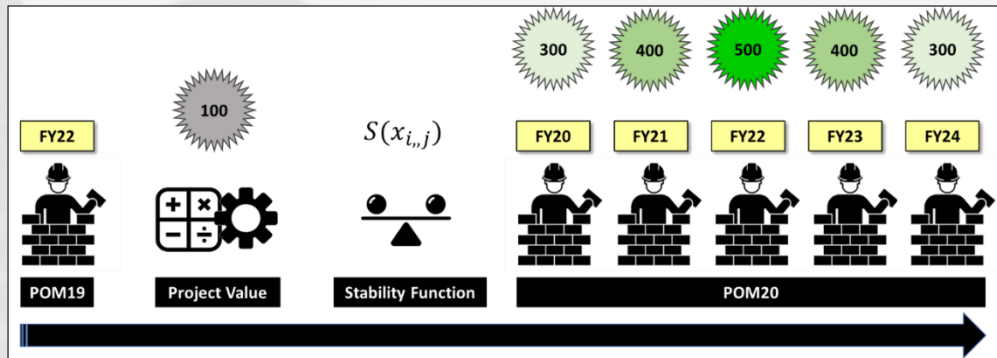 300 400 500 400 300
100
S(x_{i,,j})
FY22 FY20 FY21 FY22 FY23 FY24
+ ×
− ÷
POM19 Project Value Stability Function POM20